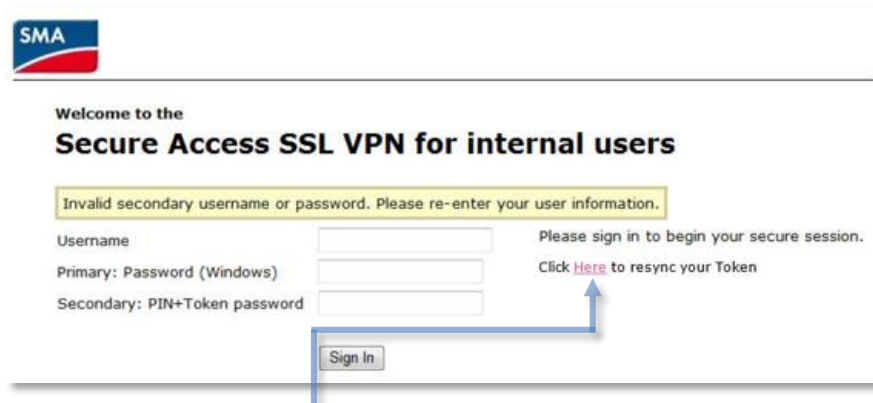 SMA
Welcome to the
Secure Access SSL VPN for internal users
Invalid secondary username or password. Please re-enter your user information.
Username
Please sign in to begin your secure session.
Primary: Password (Windows)
Click Here to resync your Token
Secondary: PIN+Token password
Sign In